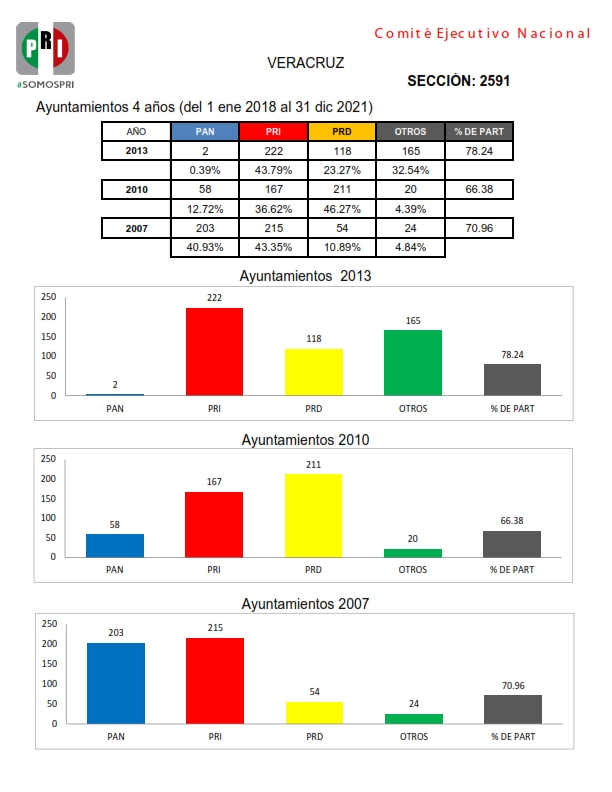 Comité Ejecutivo Nacional
PRI
#SOMOSPRI
VERACRUZ
SECCIÓN: 2591
Ayuntamientos 4 años (del 1 ene 2018 al 31 dic 2021)
AÑO PAN PRI PRD OTROS % DE PART
2013 2 222 118 165 78.24
0.39% 43.79% 23.27% 32.54%
2010 58 167 211 20 66.38
12.72% 36.62% 46.27% 4.39%
2007 203 215 54 24 70.96
40.93% 43.35% 10.89% 4.84%
Ayuntamientos 2013
250
200
150
100
50
0
2 222 118 165 78.24
PAN PRI PRD OTROS % DE PART
Ayuntamientos 2010
250
200
150
100
50
0
58 167 211 20 66.38
PAN PRI PRD OTROS % DE PART
Ayuntamientos 2007
250
200
150
100
50
0
203 215 54 24 70.96
PAN PRI PRD OTROS % DE PART